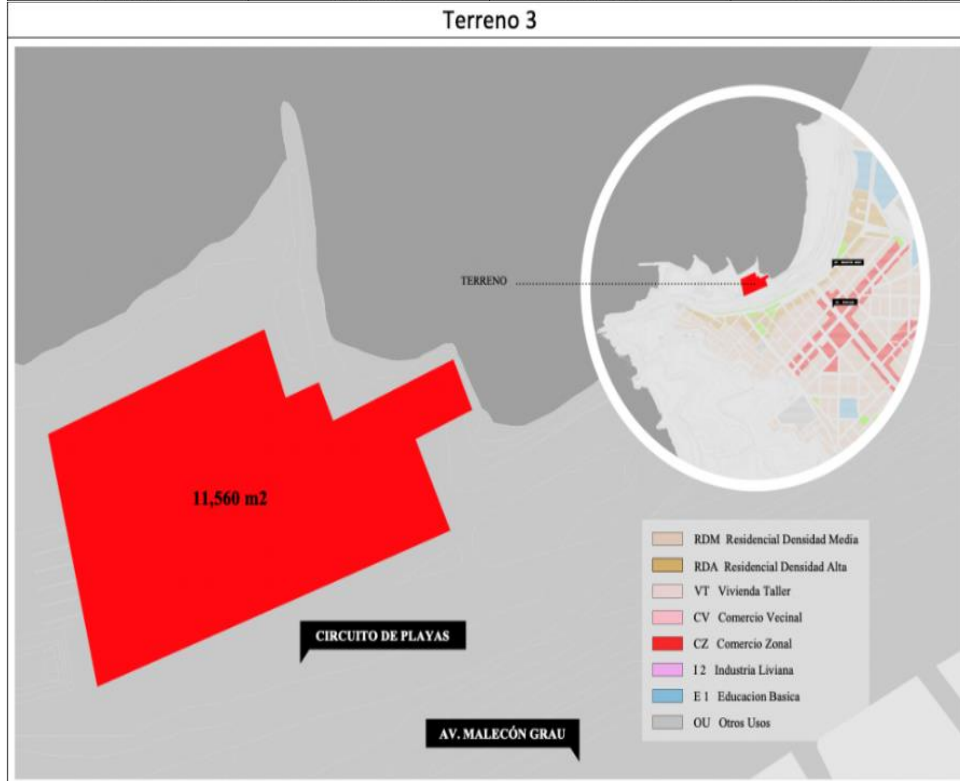 Terreno 3
TERRENO
11,560 m2
CIRCUITO DE PLAYAS
AV. MALECÓN GRAU
RDM Residencial Densidad Media
RDA Residencial Densidad Alta
VT Vivienda Taller
CV Comercio Vecinal
CZ Comercio Zonal
I 2 Industria Liviana
E 1 Educacion Basica
OU Otros Usos